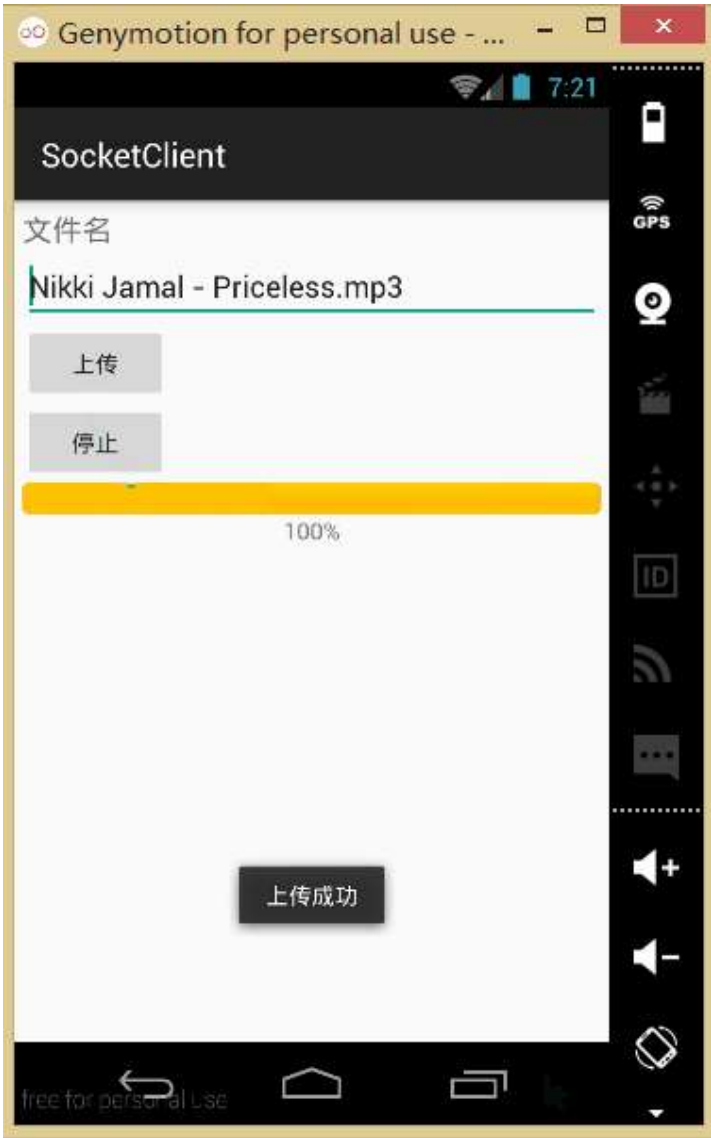 Genymotion for personal use - ...
7:21
SocketClient
GPS
文件名
Nikki Jamal - Priceless.mp3
上传
停止
100%
ID
上传成功
free for personal use